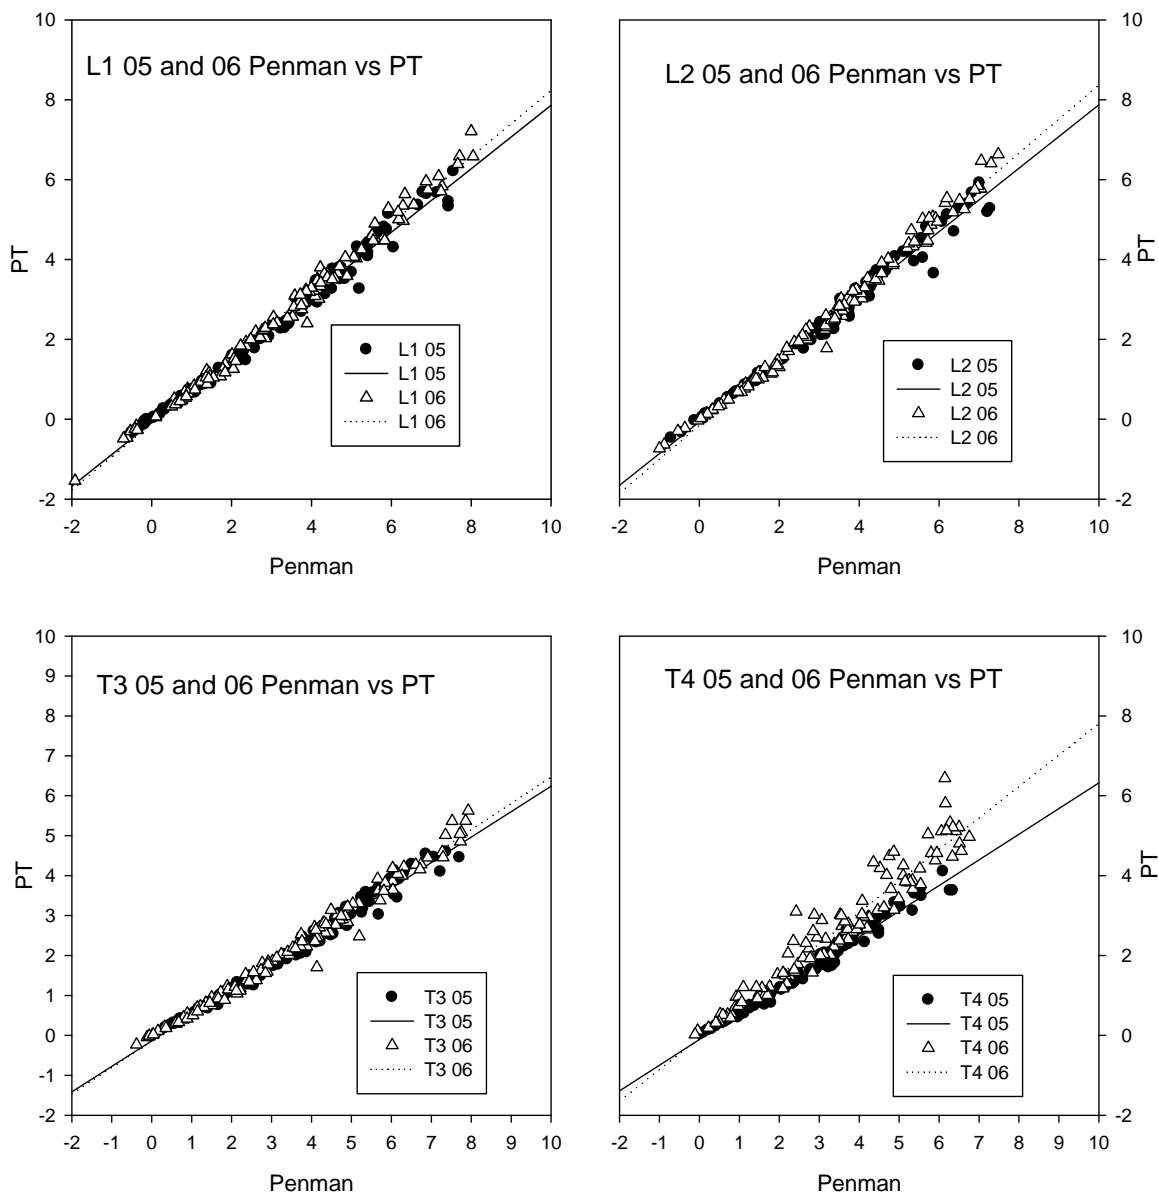 L1 05 and 06 Penman vs PT
10
8
6
4
2
0
-2
PT
L1 05
L1 05
L1 06
L1 06
-2 0 2 4 6 8 10
Penman
L2 05 and 06 Penman vs PT
10
8
6
4
2
0
-2
PT
L2 05
L2 05
L2 06
L2 06
-2 0 2 4 6 8 10
Penman
T3 05 and 06 Penman vs PT
10
9
8
7
6
5
4
3
2
1
0
-1
-2
PT
T3 05
T3 05
T3 06
T3 06
-2 -1 0 1 2 3 4 5 6 7 8 9 10
Penman
T4 05 and 06 Penman vs PT
10
8
6
4
2
0
-2
PT
T4 05
T4 05
T4 06
T4 06
-2 -1 0 1 2 3 4 5 6 7 8 9 10
Penman